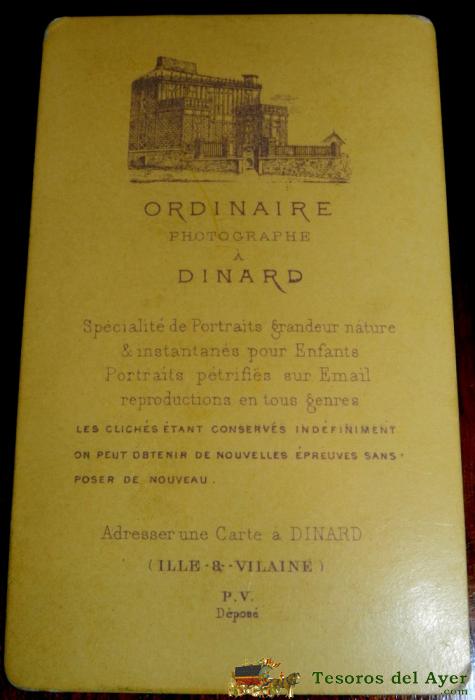 ORDINAIRE
PHOTOGRAPHE
À
DINARD
Spécialité de Portraits grandeur nature
& instantanés pour Enfants
Portraits pétrifiés sur Email
reproductions en tous genres
LES CLICHÉS ÉTANT CONSERVÉS INDÉFINIMENT
ON PEUT OBTENIR DE NOUVELLES ÉPREUVES SANS
POSER DE NOUVEAU.
Adresser une Carte à DINARD
(ILLE-&-VILAINE)
P.V.
Déposé
Tesoros del Ayer
.com